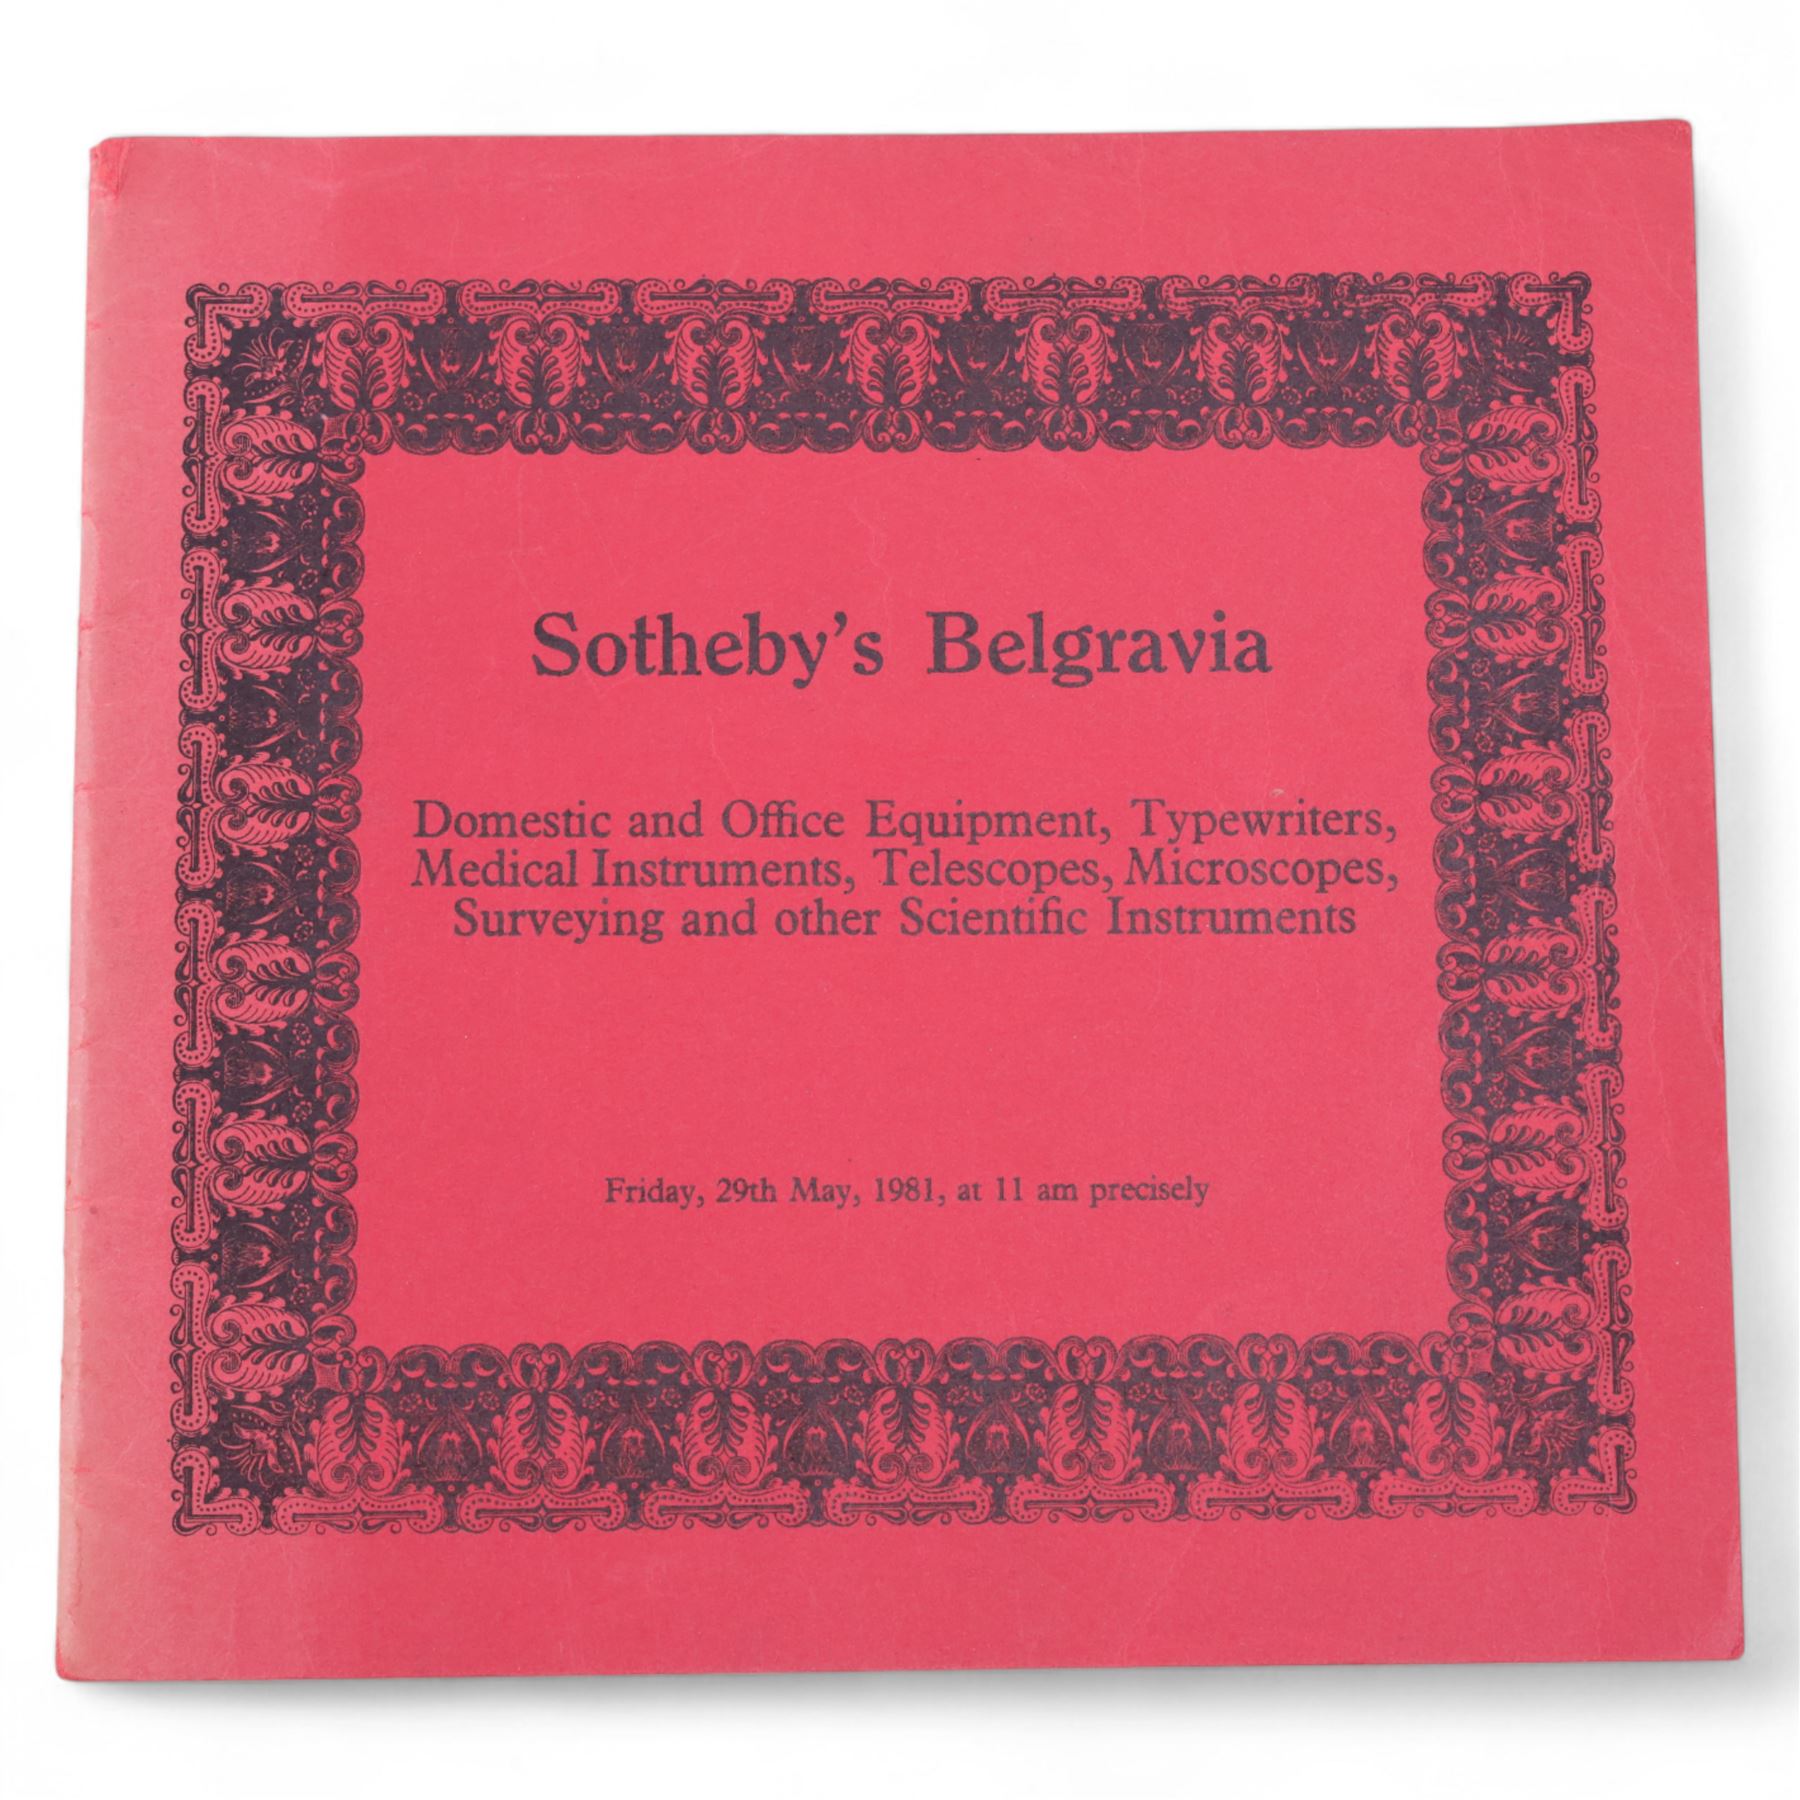 Sotheby's Belgravia
Domestic and Office Equipment, Typewriters,
Medical Instruments, Telescopes, Microscopes,
Surveying and other Scientific Instruments
Friday, 29th May, 1981, at 11 am precisely